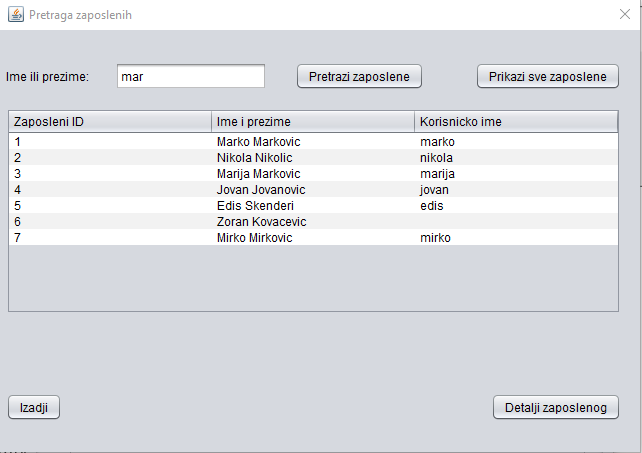 Pretraga zaposlenih
Ime ili prezime: mar Pretrazi zaposlene Prikazi sve zaposlene
Zaposleni ID Ime i prezime Korisnicko ime
1 Marko Markovic marko
2 Nikola Nikolic nikola
3 Marija Markovic marija
4 Jovan Jovanovic jovan
5 Edis Skenderi edis
6 Zoran Kovacevic
7 Mirko Mirkovic mirko
Izadji Detalji zaposlenog